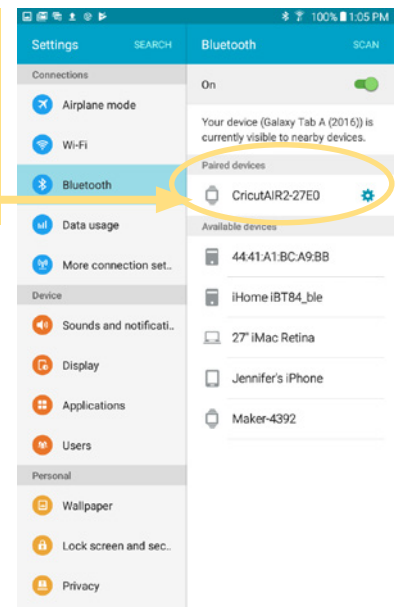 100% 1:05 PM
Settings SEARCH
Connections
Airplane mode
Wi-Fi
Bluetooth
Data usage
More connection set..
Device
Sounds and notificati..
Display
Applications
Users
Personal
Wallpaper
Lock screen and sec..
Privacy
Bluetooth SCAN
On
Your device (Galaxy Tab A (2016)) is
currently visible to nearby devices.
Paired devices
CricutAIR2-27E0
Available devices
44:41:A1:BC:A9:BB
iHome iBT84_ble
27" iMac Retina
Jennifer's iPhone
Maker-4392